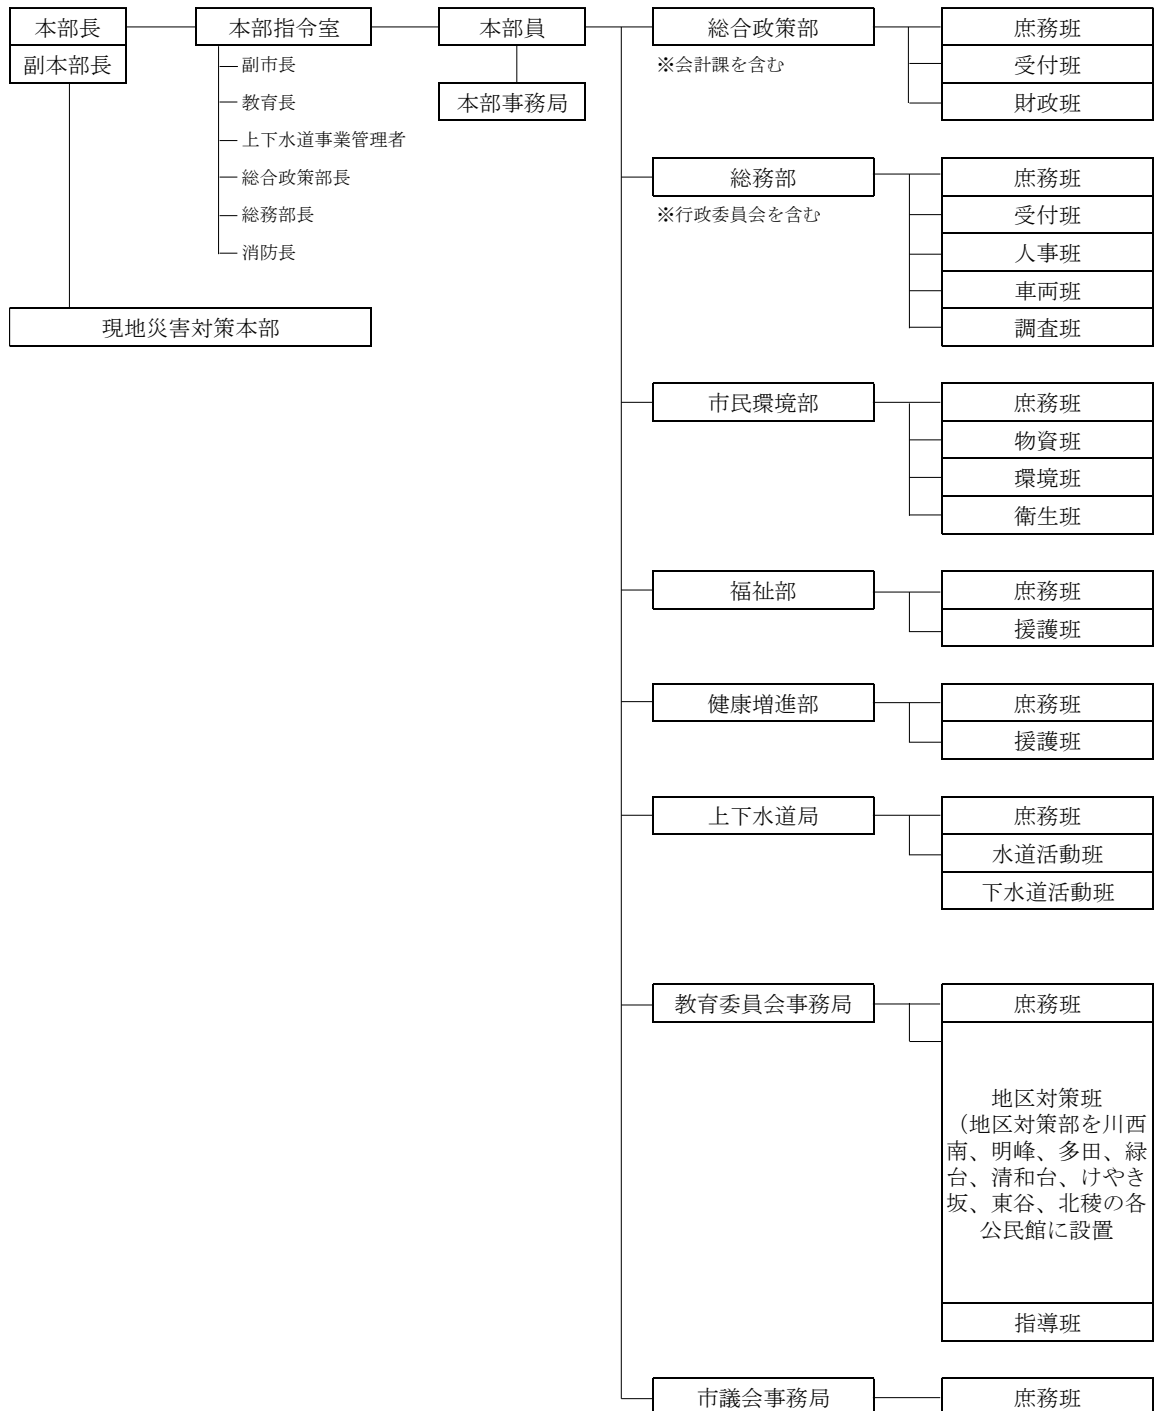 本部長
副本部長
本部指令室
副市長
教育長
上下水道事業管理者
総合政策部長
総務部長
消防長
現地災害対策本部
本部員
本部事務局
総合政策部
※会計課を含む
庶務班
受付班
財政班
総務部
※行政委員会を含む
庶務班
受付班
人事班
車両班
調査班
市民環境部
庶務班
物資班
環境班
衛生班
福祉部
庶務班
援護班
健康増進部
庶務班
援護班
上下水道局
庶務班
水道活動班
下水道活動班
教育委員会事務局
庶務班
地区対策班
（地区対策部を川西
南、明峰、多田、緑
台、清和台、けやき
坂、東谷、北稜の各
公民館に設置
指導班
市議会事務局
庶務班